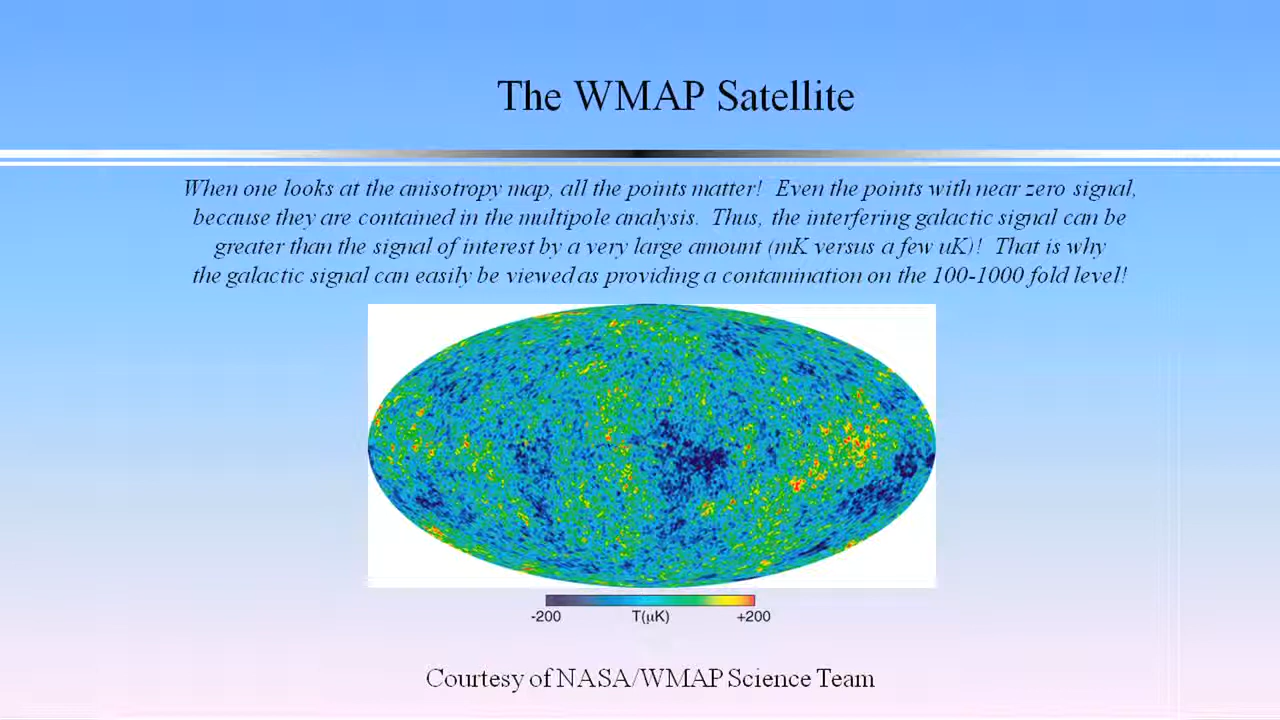 The WMAP Satellite
When one looks at the anisotropy map, all the points matter!  Even the points with near zero signal,
because they are contained in the multipole analysis.  Thus, the interfering galactic signal can be
greater than the signal of interest by a very large amount (mK versus a few uK)!  That is why
the galactic signal can easily be viewed as providing a contamination on the 100-1000 fold level!
-200 T(μK) +200
Courtesy of NASA/WMAP Science Team